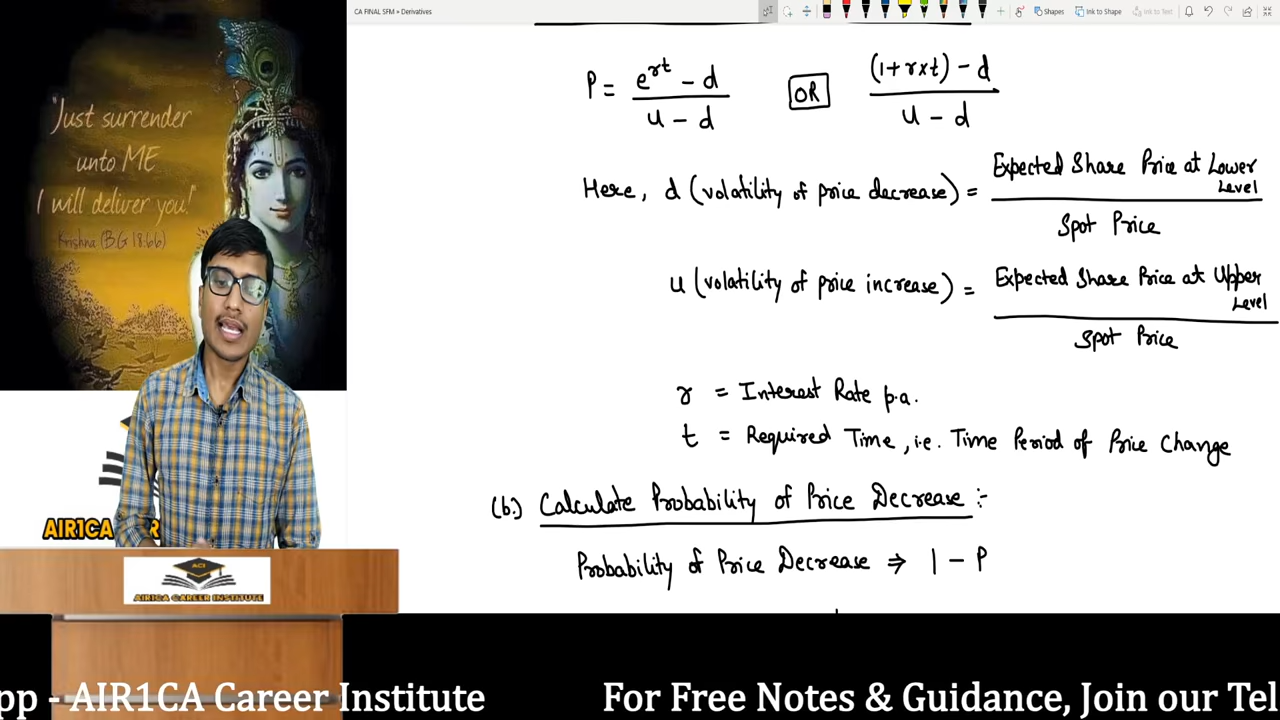 CA FINAL SFM » Derivatives
Shapes
Ink to Shape
Ink to Text
"Just surrender
unto ME
I will deliver you!"
Krishna (BG 18:66)
P = e^rt - d / u - d OR (1+r×t) - d / u - d
Here, d (volatility of price decrease) = Expected Share Price at Lower Level / Spot Price
u (volatility of price increase) = Expected Share Price at Upper Level / Spot Price
r = Interest Rate p.a.
t = Required Time, i.e. Time Period of Price Change
(b.) Calculate Probability of Price Decrease :-
Probability of Price Decrease ⇒ 1 - P
AIR1CA
R
ACI
AIR1CA CAREER INSTITUTE
pp - AIR1CA Career Institute
For Free Notes & Guidance, Join our Tel